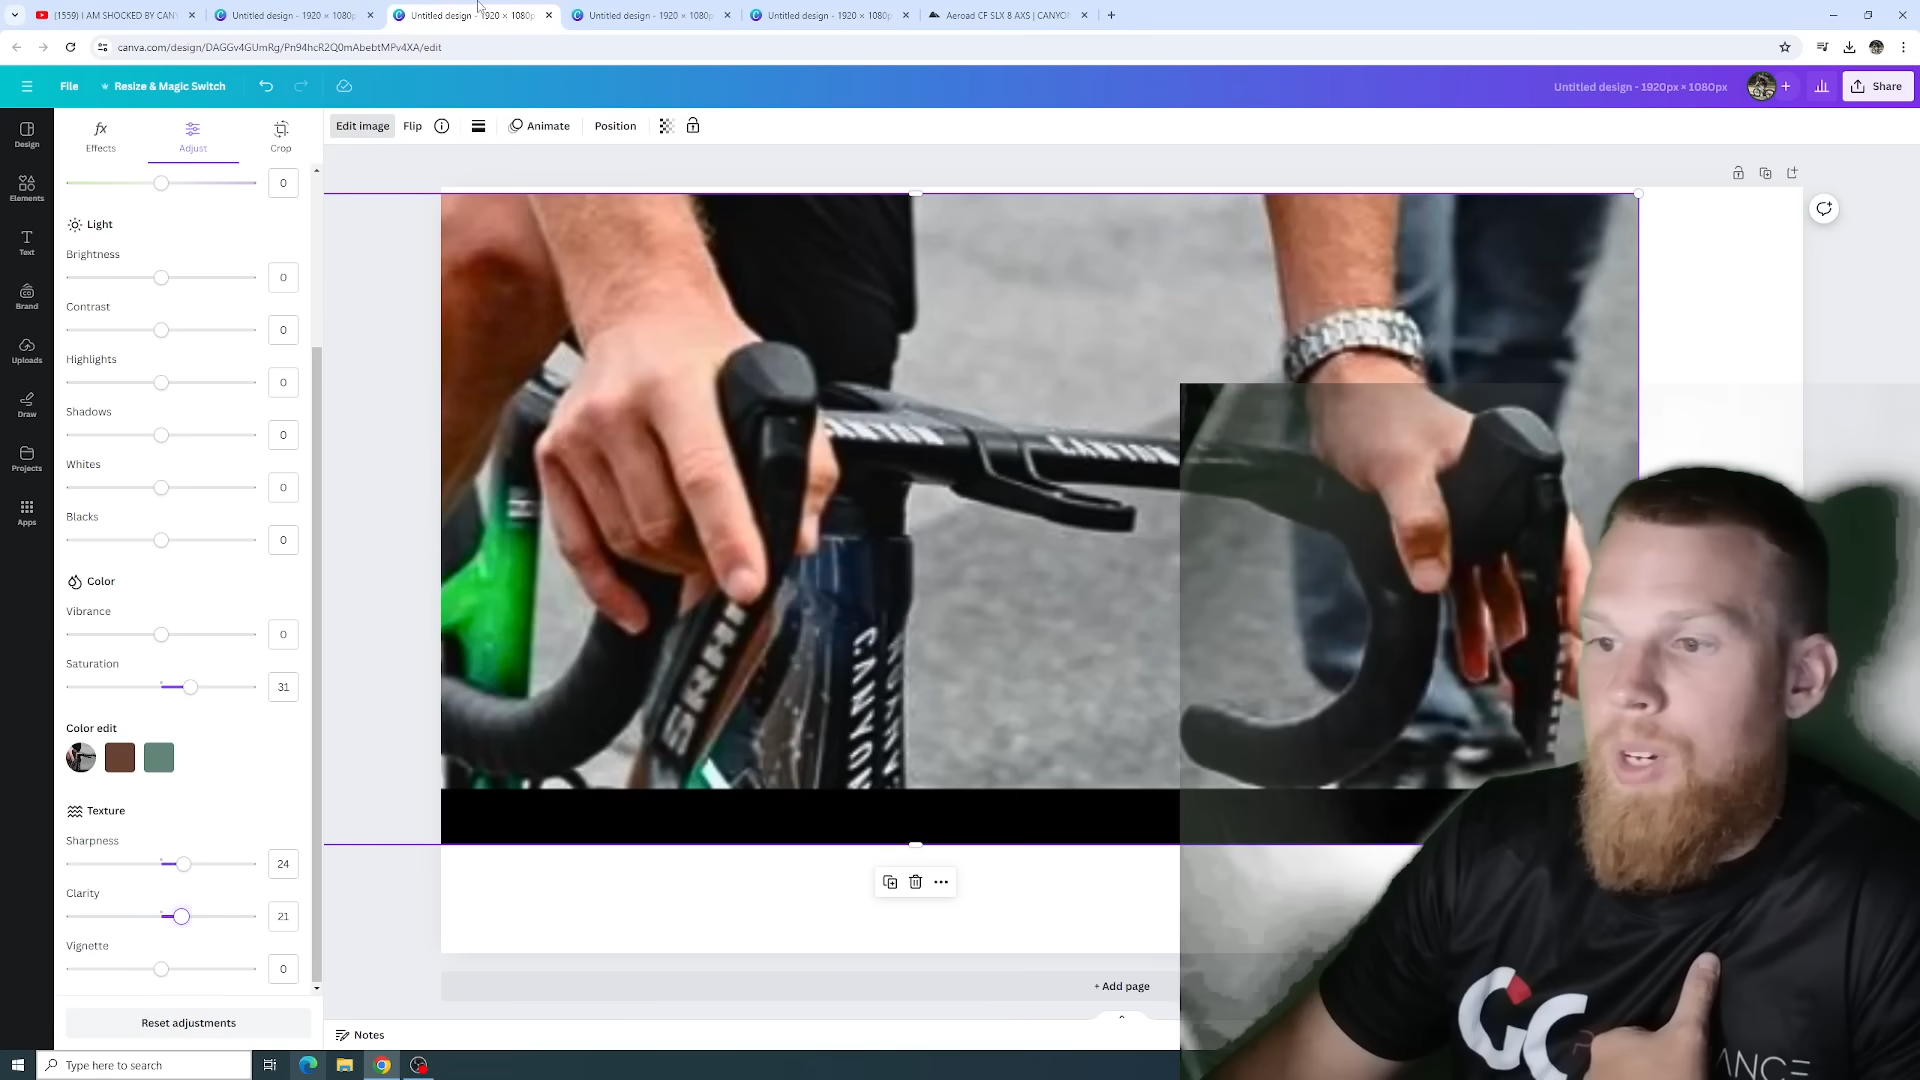 (1559) I AM SHOCKED BY CAN
Untitled design - 1920 × 1080p
Untitled design - 1920 × 1080p
Untitled design - 1920 × 1080p
Untitled design - 1920 × 1080p
Aeroad CF SLX 8 AXS | CANYON
canva.com/design/DAGGv4GUmRg/Pn94hcR2Q0mAbebtMPv4XA/edit
File
Resize & Magic Switch
Untitled design - 1920px × 1080px
Share
Design
Elements
Text
Brand
Uploads
Draw
Projects
Apps
Effects
Adjust
Crop
Edit image
Flip
Animate
Position
0
Light
Brightness
0
Contrast
0
Highlights
0
Shadows
0
Whites
0
Blacks
0
Color
Vibrance
0
Saturation
31
Color edit
Texture
Sharpness
24
Clarity
21
Vignette
0
Reset adjustments
SRAM
CANYO
+ Add page
Notes
Type here to search
GC